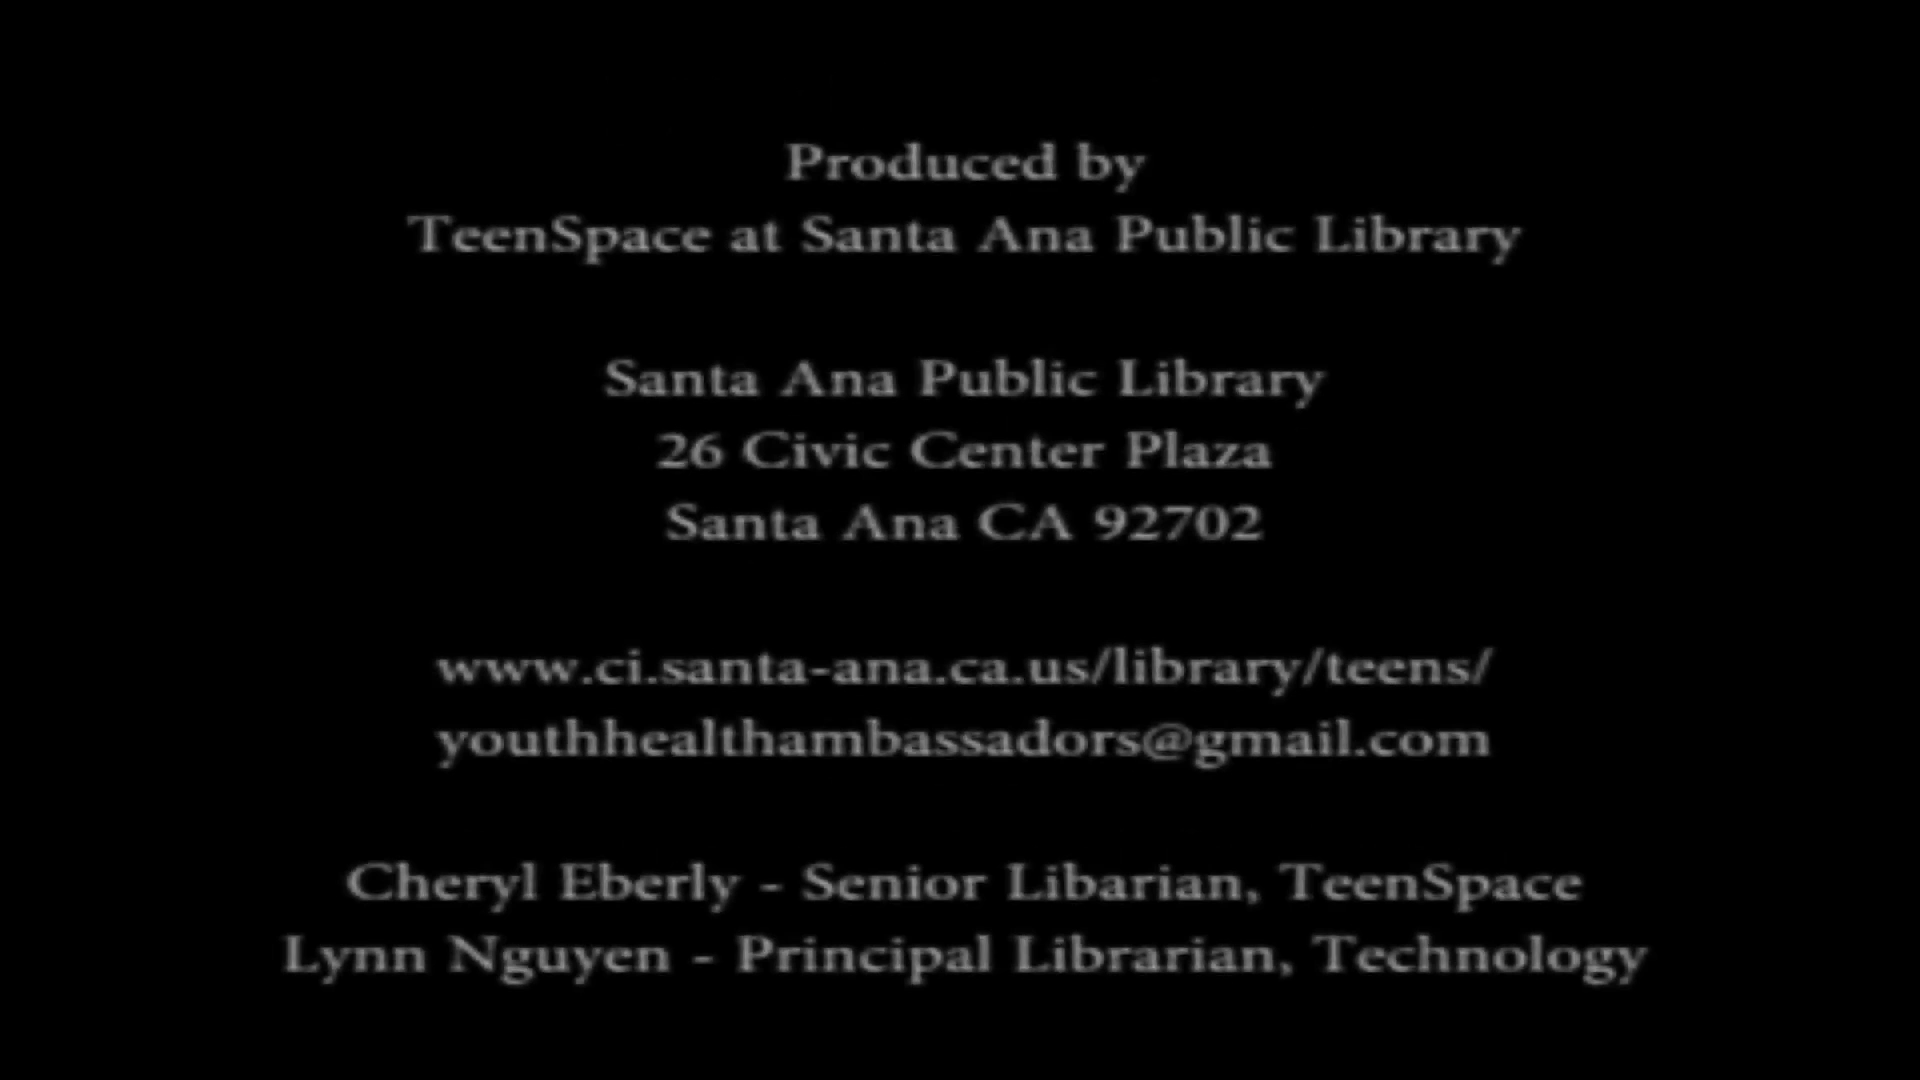 Produced by
TeenSpace at Santa Ana Public Library
Santa Ana Public Library
26 Civic Center Plaza
Santa Ana CA 92702
www.ci.santa-ana.ca.us/library/teens/
youthhealthambassadors@gmail.com
Cheryl Eberly - Senior Libarian, TeenSpace
Lynn Nguyen - Principal Librarian, Technology